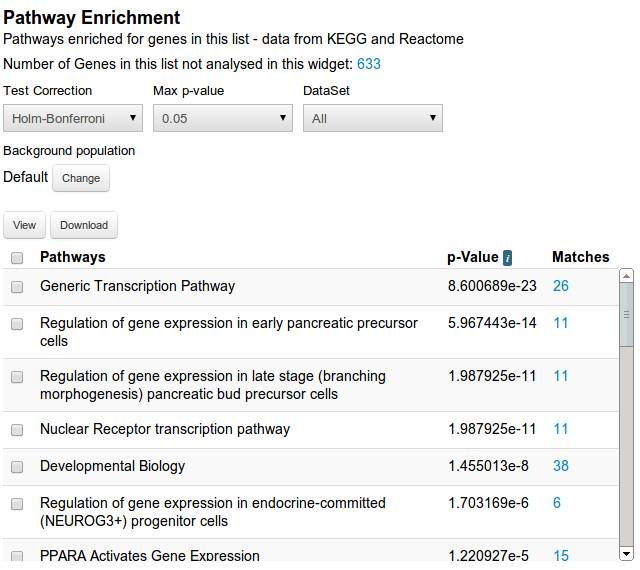 Pathway Enrichment
Pathways enriched for genes in this list - data from KEGG and Reactome
Number of Genes in this list not analysed in this widget: 633
Test Correction Max p-value DataSet
Holm-Bonferroni 0.05 All
Background population
Default Change
View Download
Pathways p-Value i Matches
Generic Transcription Pathway 8.600689e-23 26
Regulation of gene expression in early pancreatic precursor 5.967443e-14 11
cells
Regulation of gene expression in late stage (branching 1.987925e-11 11
morphogenesis) pancreatic bud precursor cells
Nuclear Receptor transcription pathway 1.987925e-11 11
Developmental Biology 1.455013e-8 38
Regulation of gene expression in endocrine-committed 1.703169e-6 6
(NEUROG3+) progenitor cells
PPARA Activates Gene Expression 1.220927e-5 15